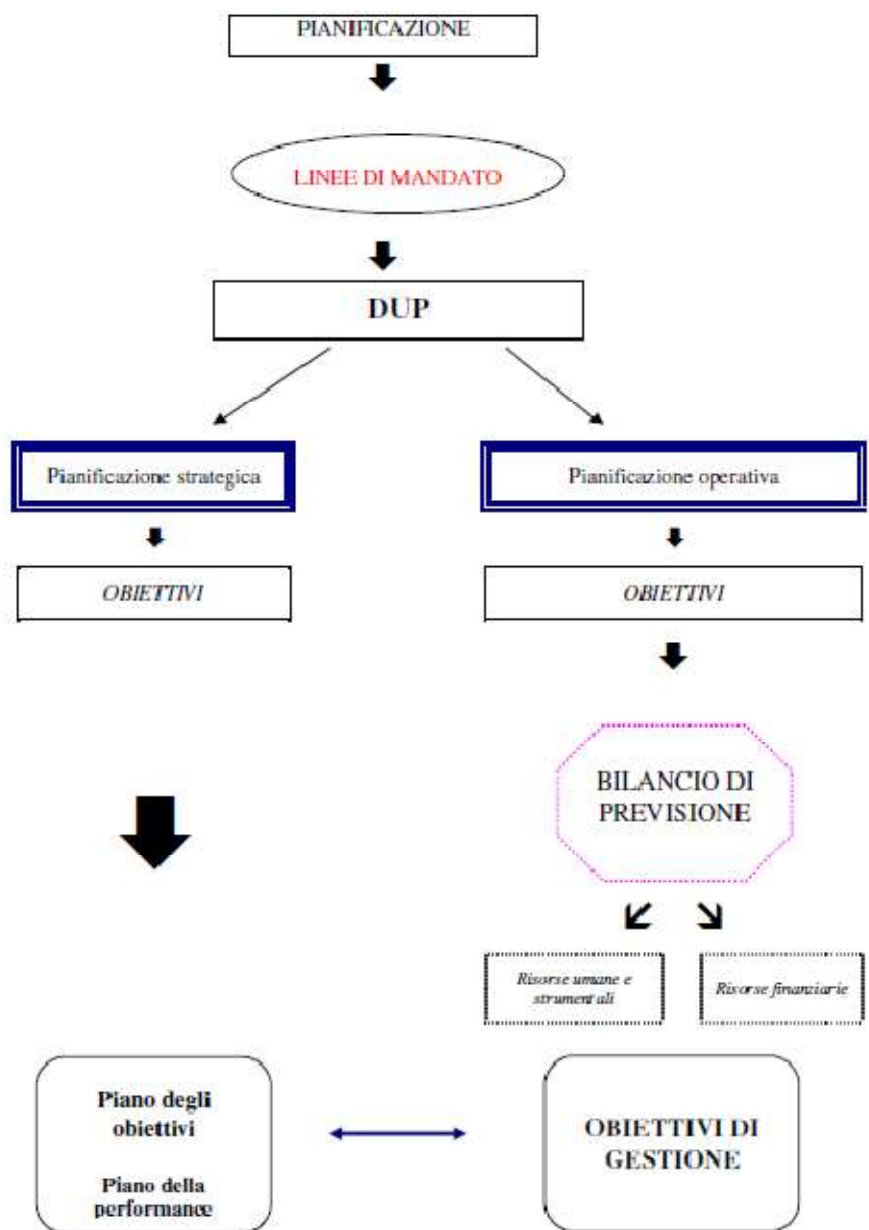 PIANIFICAZIONE
LINEE DI MANDATO
DUP
Pianificazione strategica
Pianificazione operativa
OBIETTIVI
OBIETTIVI
BILANCIO DI
PREVISIONE
Risorse umane e
strumentali
Risorse finanziarie
Piano degli
obiettivi
Piano della
performance
OBIETTIVI DI
GESTIONE